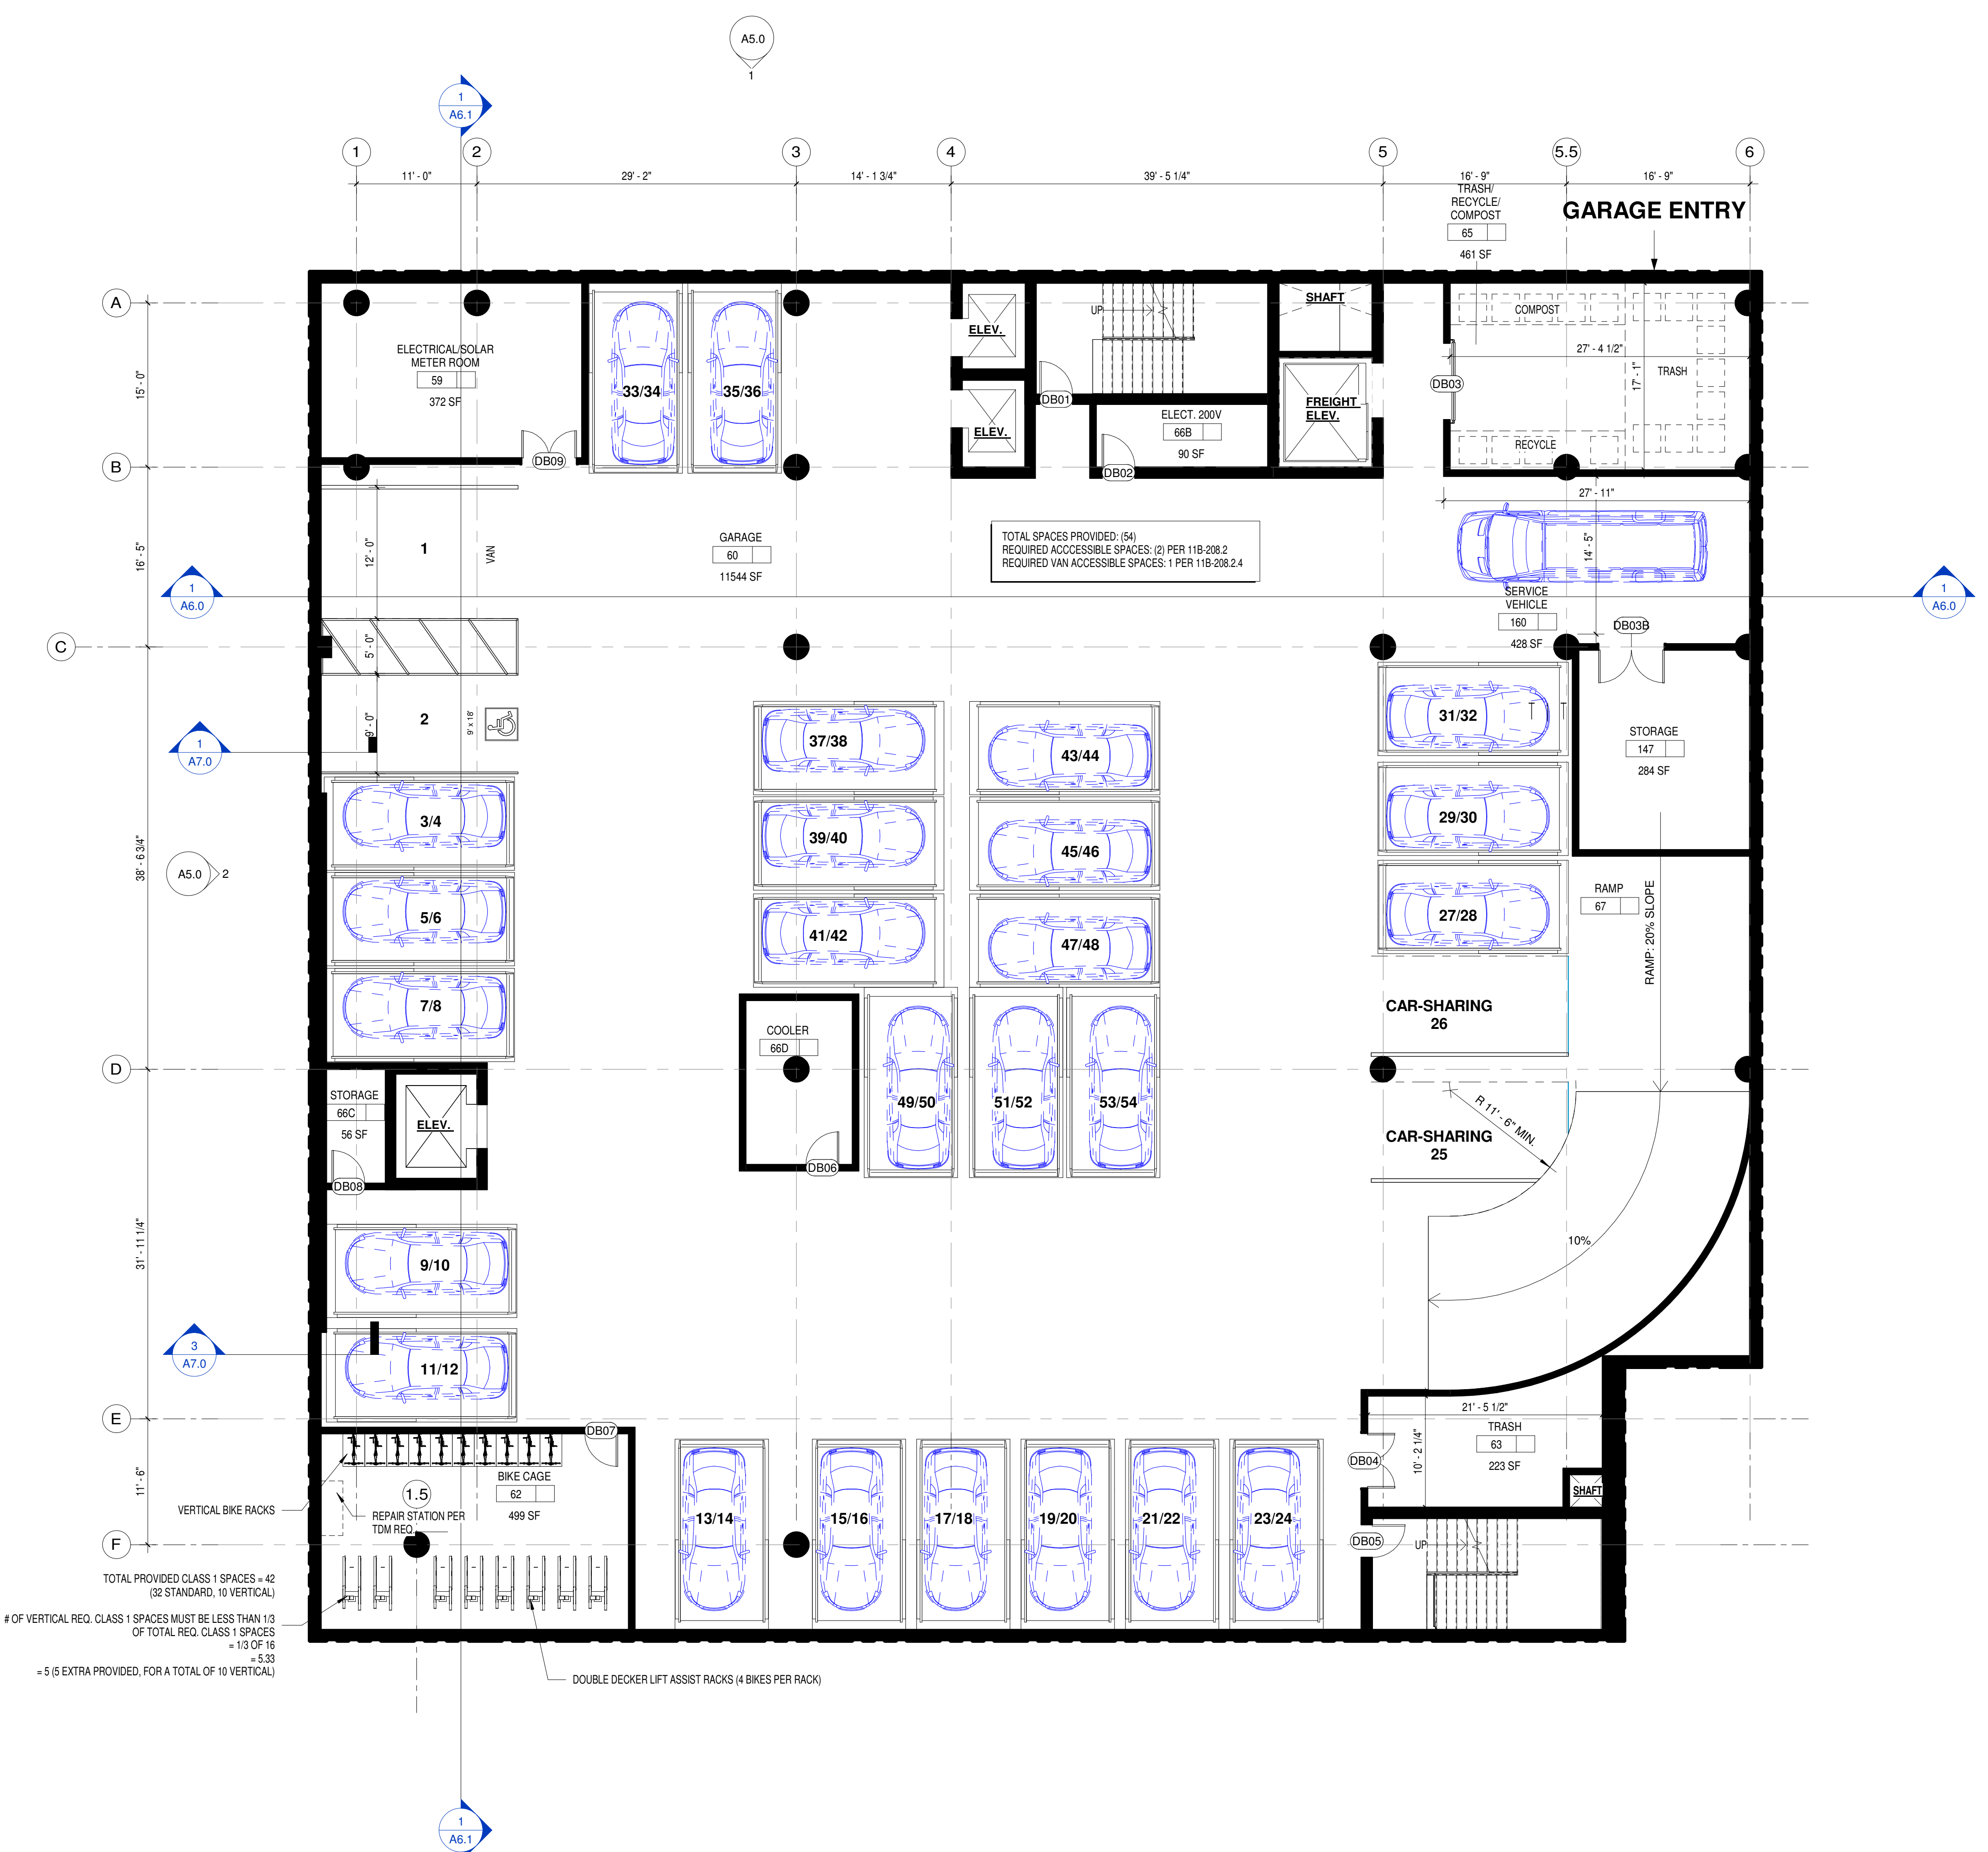 A5.0
1
1
A6.1
1
2
3
4
5
5.5
6
11' - 0"
29' - 2"
14' - 1 3/4"
39' - 5 1/4"
16' - 9"
16' - 9"
TRASH/
RECYCLE/
COMPOST
65
461 SF
GARAGE ENTRY
A
B
C
D
E
F
15' - 0"
16' - 5"
38' - 6 3/4"
31' - 11 1/4"
11' - 6"
ELECTRICAL/SOLAR
METER ROOM
59
372 SF
DB09
33/34
35/36
ELEV.
ELEV.
UP
DB01
ELECT. 200V
66B
90 SF
DB02
SHAFT
FREIGHT
ELEV.
DB03
COMPOST
27' - 4 1/2"
17' - 1"
TRASH
RECYCLE
27' - 11"
14' - 5"
1
VAN
12' - 0"
GARAGE
60
11544 SF
TOTAL SPACES PROVIDED: (54)
REQUIRED ACCCESSIBLE SPACES: (2) PER 11B-208.2
REQUIRED VAN ACCESSIBLE SPACES: 1 PER 11B-208.2.4
1
A6.0
1
A6.0
SERVICE
VEHICLE
160
428 SF
DB03B
5' - 0"
2
9' - 0"
9' x 18'
1
A7.0
37/38
43/44
31/32
STORAGE
147
284 SF
3/4
39/40
45/46
29/30
A5.0
2
5/6
41/42
47/48
27/28
RAMP
67
RAMP: 20% SLOPE
7/8
CAR-SHARING
26
COOLER
66D
DB06
49/50
51/52
53/54
STORAGE
66C
56 SF
DB08
ELEV.
CAR-SHARING
25
R 11' - 6" MIN.
10%
9/10
3
A7.0
11/12
DB07
BIKE CAGE
62
499 SF
1.5
REPAIR STATION PER
TDM REQ.
VERTICAL BIKE RACKS
13/14
15/16
17/18
19/20
21/22
23/24
21' - 5 1/2"
10' - 2 1/4"
TRASH
63
223 SF
DB04
SHAFT
DB05
UP
TOTAL PROVIDED CLASS 1 SPACES = 42
(32 STANDARD, 10 VERTICAL)
# OF VERTICAL REQ. CLASS 1 SPACES MUST BE LESS THAN 1/3
OF TOTAL REQ. CLASS 1 SPACES
= 1/3 OF 16
= 5.33
= 5 (5 EXTRA PROVIDED, FOR A TOTAL OF 10 VERTICAL)
DOUBLE DECKER LIFT ASSIST RACKS (4 BIKES PER RACK)
1
A6.1